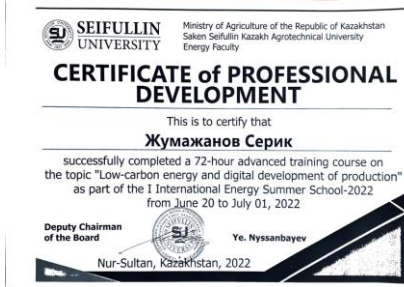 SEIFULLIN
UNIVERSITY
Ministry of Agriculture of the Republic of Kazakhstan
Saken Seifullin Kazakh Agrotechnical University
Energy Faculty
CERTIFICATE of PROFESSIONAL
DEVELOPMENT
This is to certify that
Жумажанов Серик
successfully completed a 72-hour advanced training course on
the topic "Low-carbon energy and digital development of production"
as part of the I International Energy Summer School-2022
from June 20 to July 01, 2022
Deputy Chairman
of the Board
Ye. Nyssanbayev
Nur-Sultan, Kazakhstan, 2022